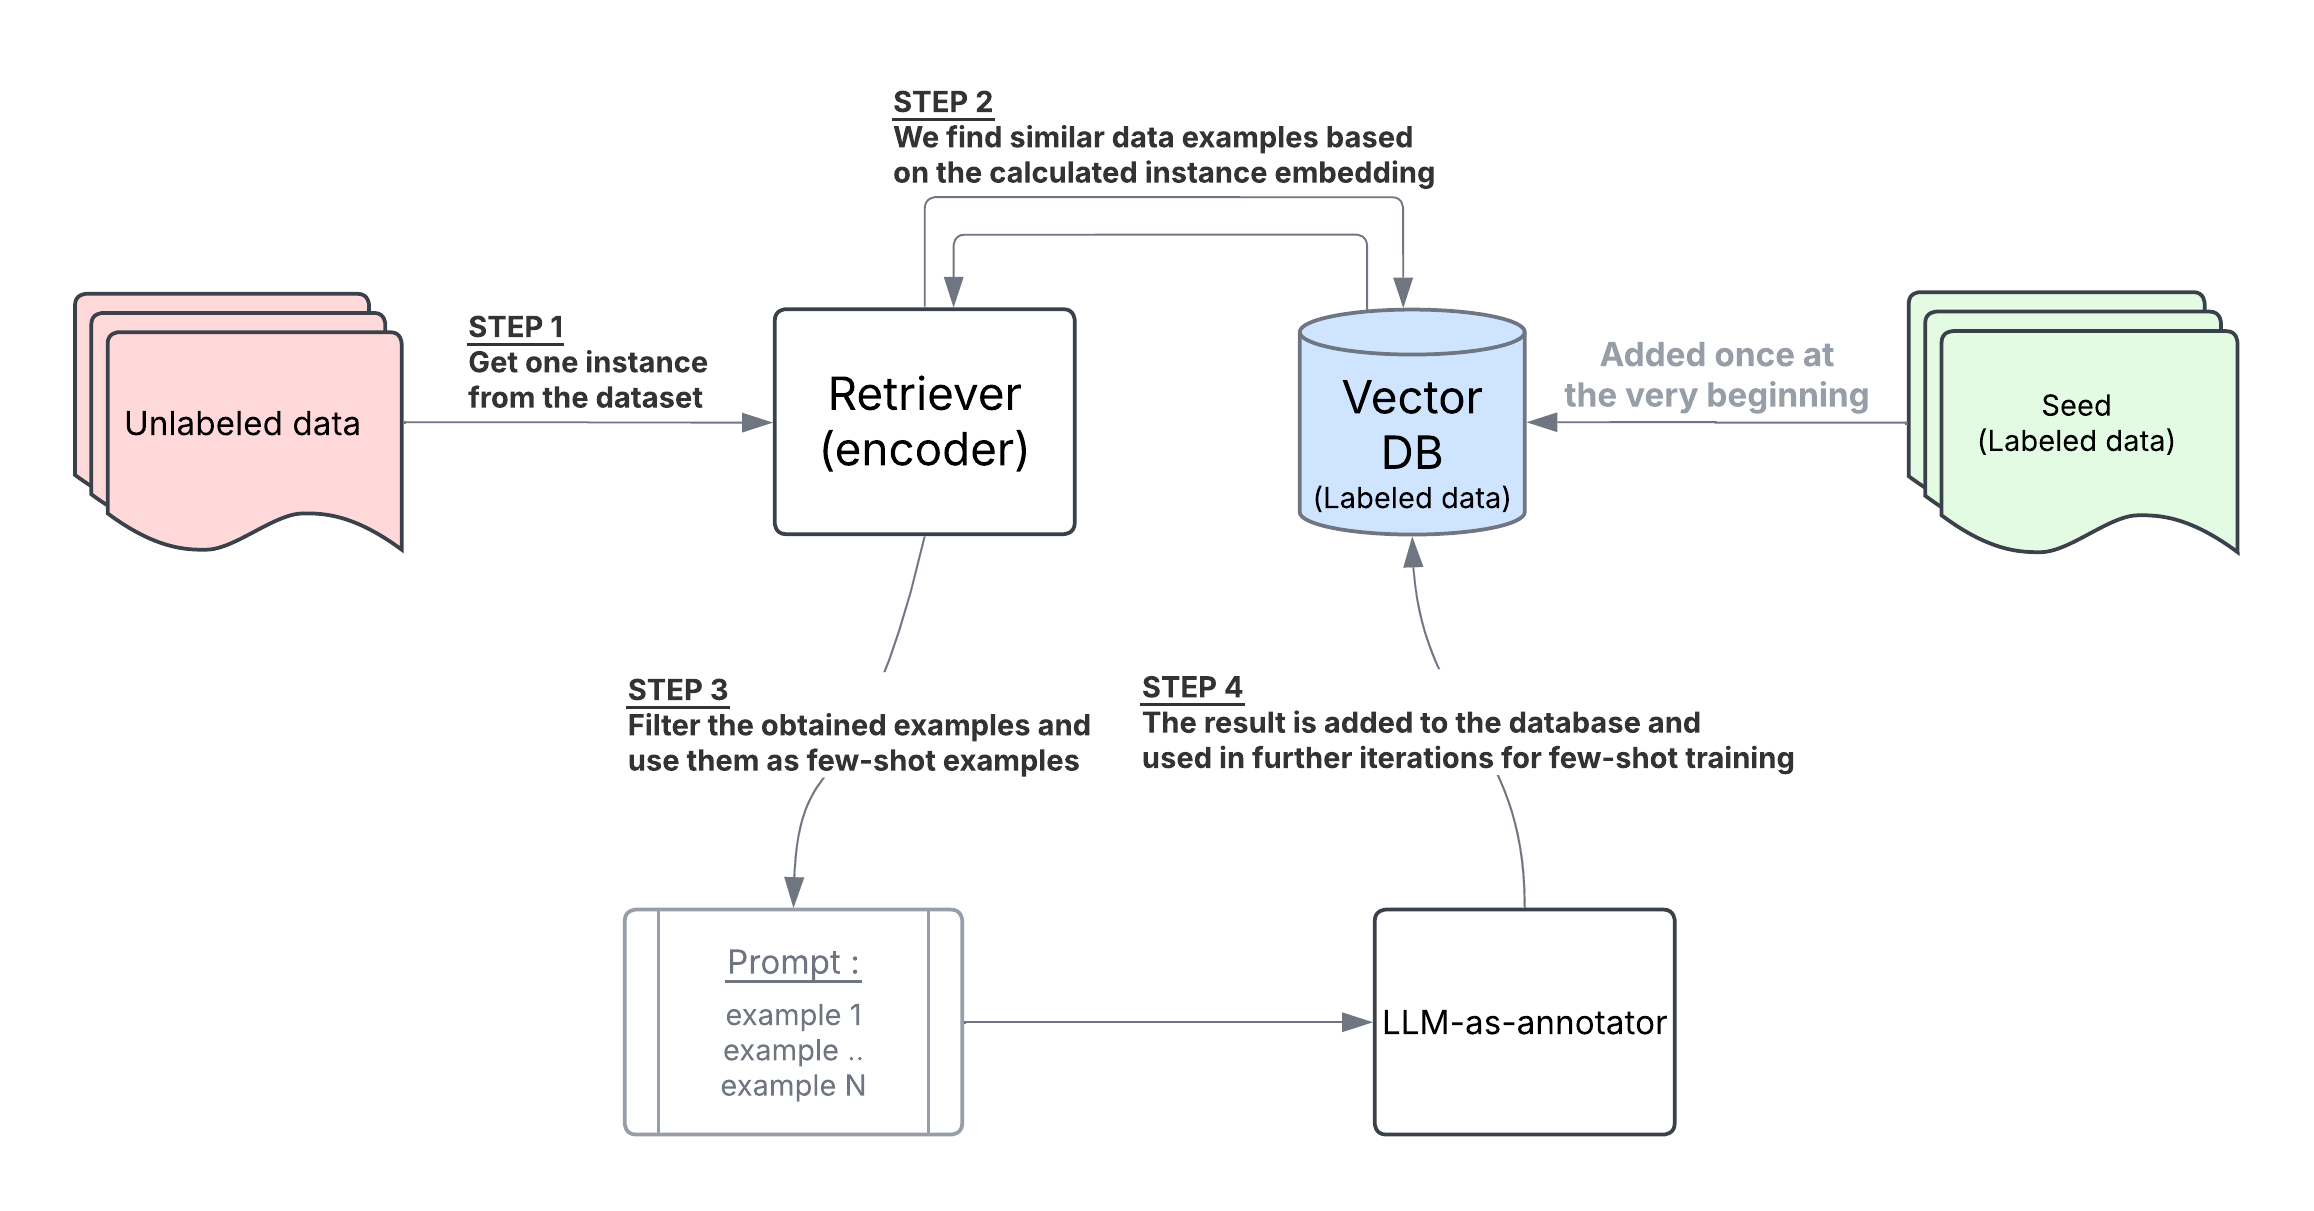 STEP 2
We find similar data examples based
on the calculated instance embedding
STEP 1
Get one instance
from the dataset
Unlabeled data
Retriever
(encoder)
Vector
DB
(Labeled data)
Added once at
the very beginning
Seed
(Labeled data)
STEP 3
Filter the obtained examples and
use them as few-shot examples
STEP 4
The result is added to the database and
used in further iterations for few-shot training
Prompt :
example 1
example ..
example N
LLM-as-annotator